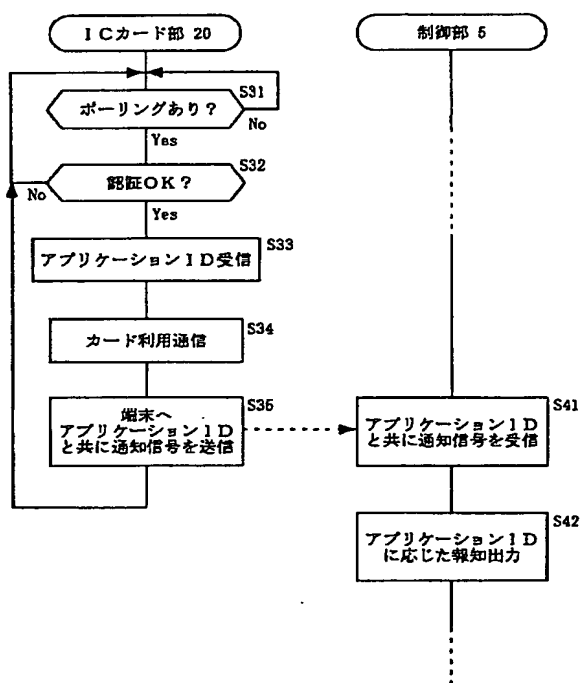 ICカード部 20
S31
ポーリングあり?
No
Yes
S32
認証OK?
No
Yes
S33
アプリケーションID受信
S34
カード利用通信
S35
端末へ
アプリケーションID
と共に通知信号を送信
制御部 5
S41
アプリケーションID
と共に通知信号を受信
S42
アプリケーションID
に応じた報知出力